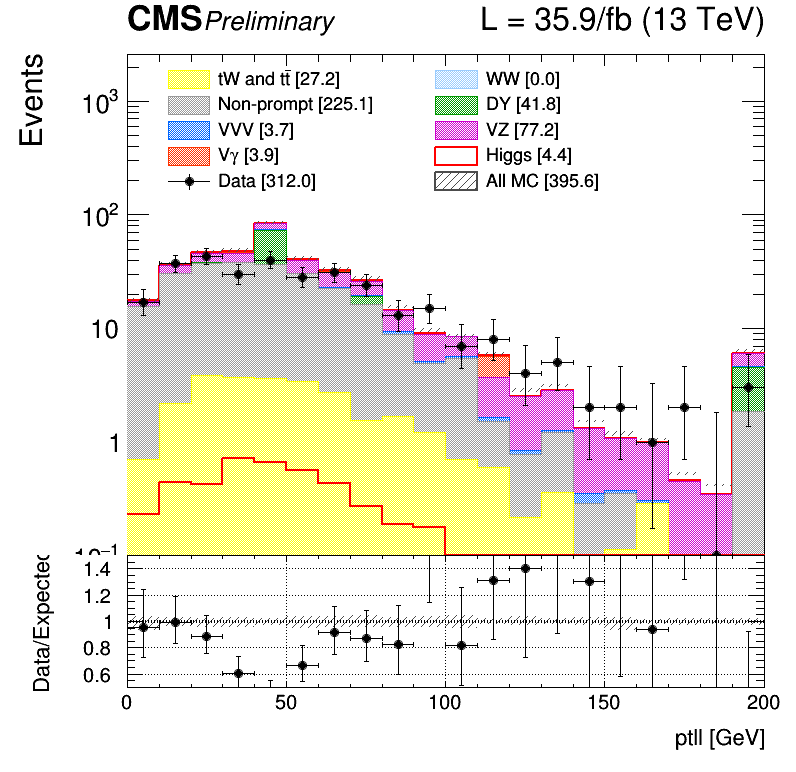 CMS Preliminary L = 35.9/fb (13 TeV)
Events
tW and tt̄ [27.2] WW [0.0]
Non-prompt [225.1] DY [41.8]
VVV [3.7] VZ [77.2]
Vγ [3.9] Higgs [4.4]
Data [312.0] All MC [395.6]
10³
10²
10
1
10⁻¹
Data/Expected
1.4
1.2
1
0.8
0.6
0 50 100 150 200
ptll [GeV]